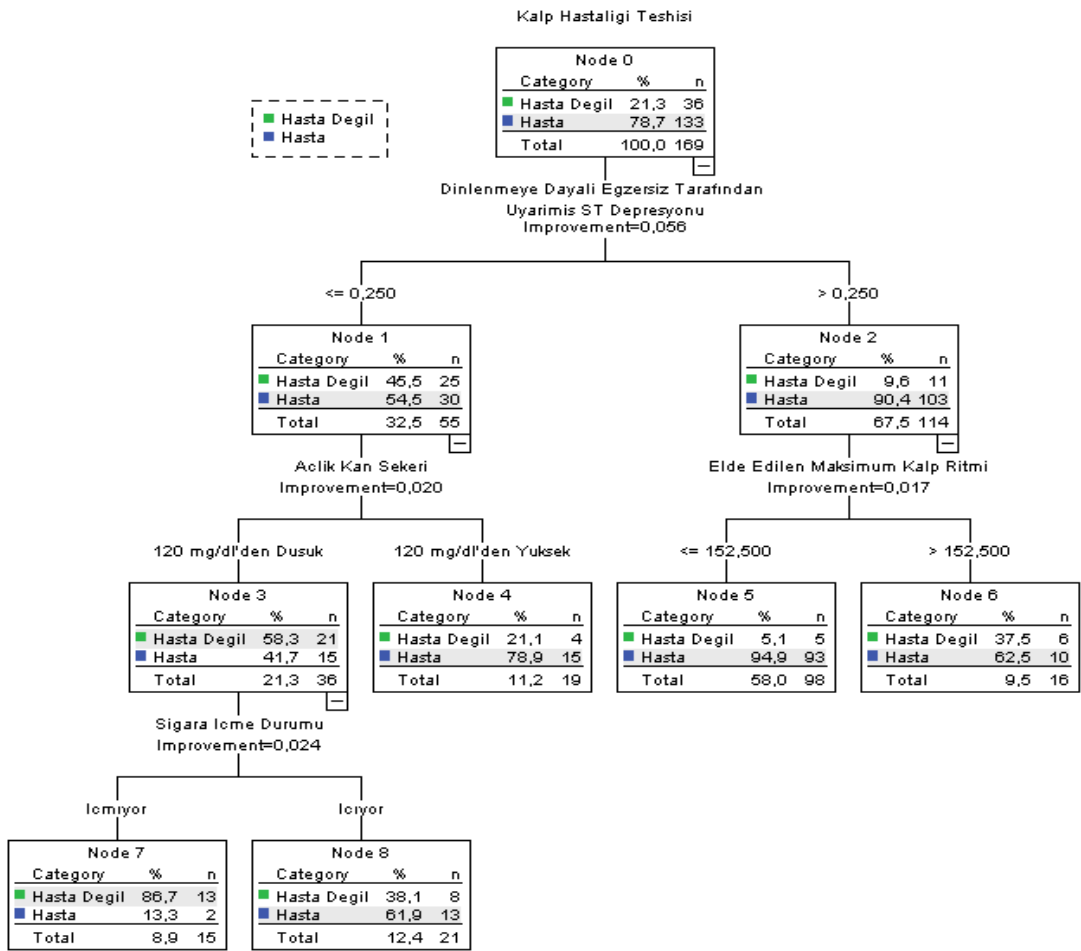 Kalp Hastaligi Teshisi
Hasta Degil
Hasta
Node 0
Category % n
Hasta Degil 21,3 36
Hasta 78,7 133
Total 100,0 169
Dinlenmeye Dayali Egzersiz Tarafından
Uyarimis ST Depresyonu
Improvement=0,056
<= 0,250
> 0,250
Node 1
Category % n
Hasta Degil 45,5 25
Hasta 54,5 30
Total 32,5 55
Node 2
Category % n
Hasta Degil 9,6 11
Hasta 90,4 103
Total 67,5 114
Aclik Kan Sekeri
Improvement=0,020
Elde Edilen Maksimum Kalp Ritmi
Improvement=0,017
120 mg/dl'den Dusuk
120 mg/dl'den Yuksek
<= 152,500
> 152,500
Node 3
Category % n
Hasta Degil 58,3 21
Hasta 41,7 15
Total 21,3 36
Node 4
Category % n
Hasta Degil 21,1 4
Hasta 78,9 15
Total 11,2 19
Node 5
Category % n
Hasta Degil 5,1 5
Hasta 94,9 93
Total 58,0 98
Node 6
Category % n
Hasta Degil 37,5 6
Hasta 62,5 10
Total 9,5 16
Sigara Icme Durumu
Improvement=0,024
Icmıyor
Icıyor
Node 7
Category % n
Hasta Degil 86,7 13
Hasta 13,3 2
Total 8,9 15
Node 8
Category % n
Hasta Degil 38,1 8
Hasta 61,9 13
Total 12,4 21